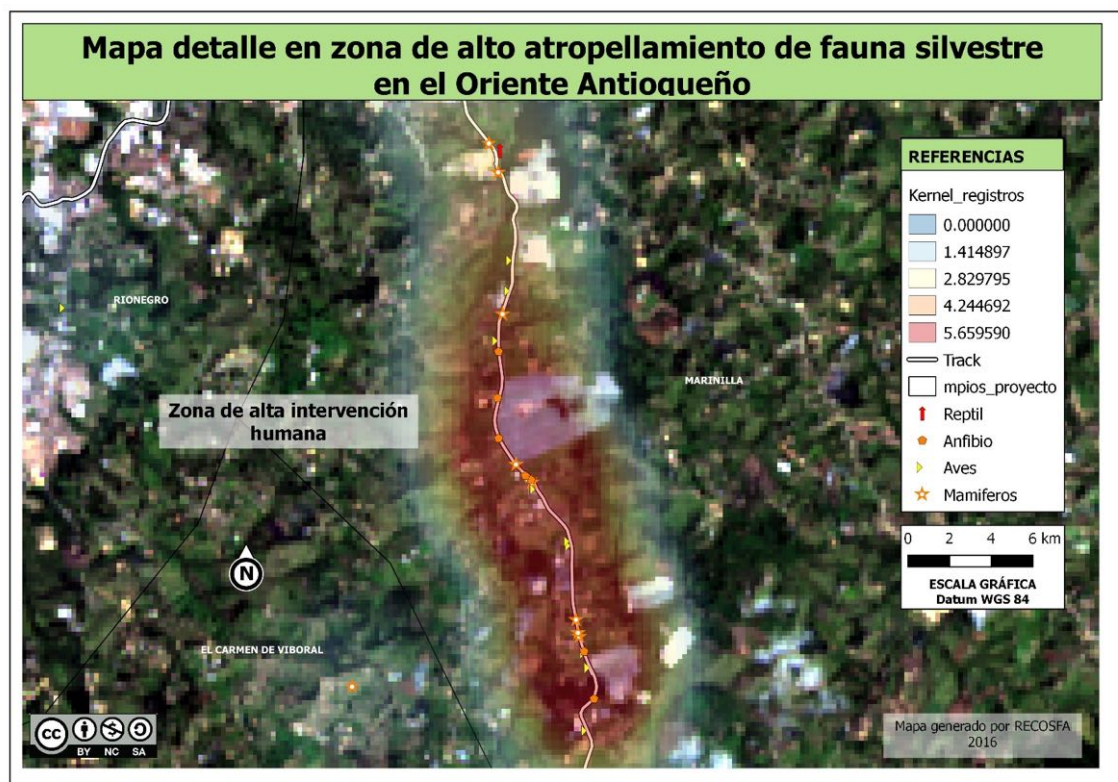 Mapa detalle en zona de alto atropellamiento de fauna silvestre
en el Oriente Antioqueño
REFERENCIAS
Kernel_registros
0.000000
1.414897
2.829795
4.244692
5.659590
Track
mpios_proyecto
Reptil
Anfibio
Aves
Mamiferos
RIONEGRO
MARINILLA
Zona de alta intervención
humana
0 2 4 6 km
ESCALA GRÁFICA
Datum WGS 84
N
EL CARMEN DE VIBORAL
cc
BY NC SA
Mapa generado por RECOSFA
2016